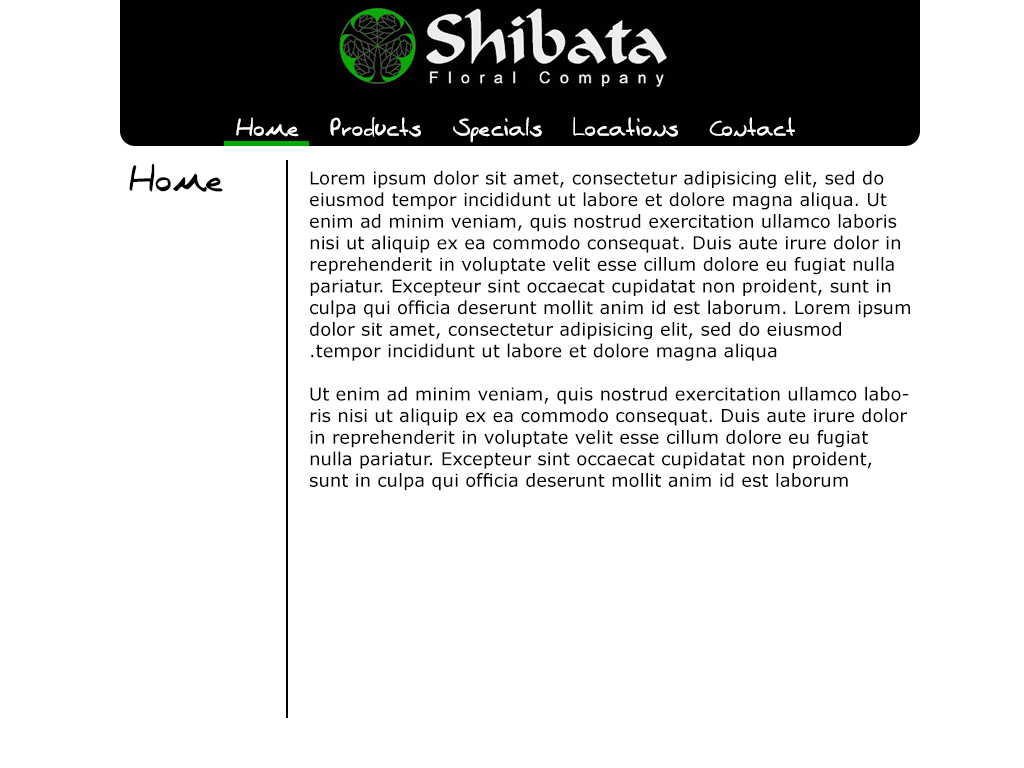 Shibata
Floral Company
Home Products Specials Locations Contact
Home
Lorem ipsum dolor sit amet, consectetur adipisicing elit, sed do
eiusmod tempor incididunt ut labore et dolore magna aliqua. Ut
enim ad minim veniam, quis nostrud exercitation ullamco laboris
nisi ut aliquip ex ea commodo consequat. Duis aute irure dolor in
reprehenderit in voluptate velit esse cillum dolore eu fugiat nulla
pariatur. Excepteur sint occaecat cupidatat non proident, sunt in
culpa qui officia deserunt mollit anim id est laborum. Lorem ipsum
dolor sit amet, consectetur adipisicing elit, sed do eiusmod
.tempor incididunt ut labore et dolore magna aliqua
Ut enim ad minim veniam, quis nostrud exercitation ullamco labo-
ris nisi ut aliquip ex ea commodo consequat. Duis aute irure dolor
in reprehenderit in voluptate velit esse cillum dolore eu fugiat
nulla pariatur. Excepteur sint occaecat cupidatat non proident,
sunt in culpa qui officia deserunt mollit anim id est laborum